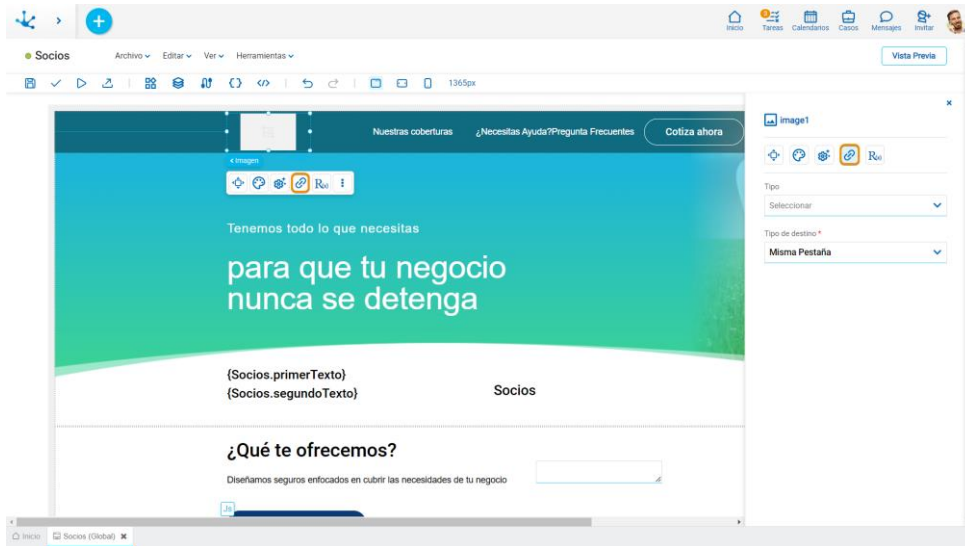 Inicio
5
Tareas
Calendarios
Casos
Mensajes
Invitar
Socios
Archivo
Editar
Ver
Herramientas
Vista Previa
1365px
Nuestras coberturas
¿Necesitas Ayuda?Pregunta Frecuentes
Cotiza ahora
< Imagen
R(x)
Tenemos todo lo que necesitas
para que tu negocio
nunca se detenga
{Socios.primerTexto}
{Socios.segundoTexto}
Socios
¿Qué te ofrecemos?
Diseñamos seguros enfocados en cubrir las necesidades de tu negocio
Js
image1
R(x)
Tipo
Seleccionar
Tipo de destino *
Misma Pestaña
Inicio
Socios (Global)